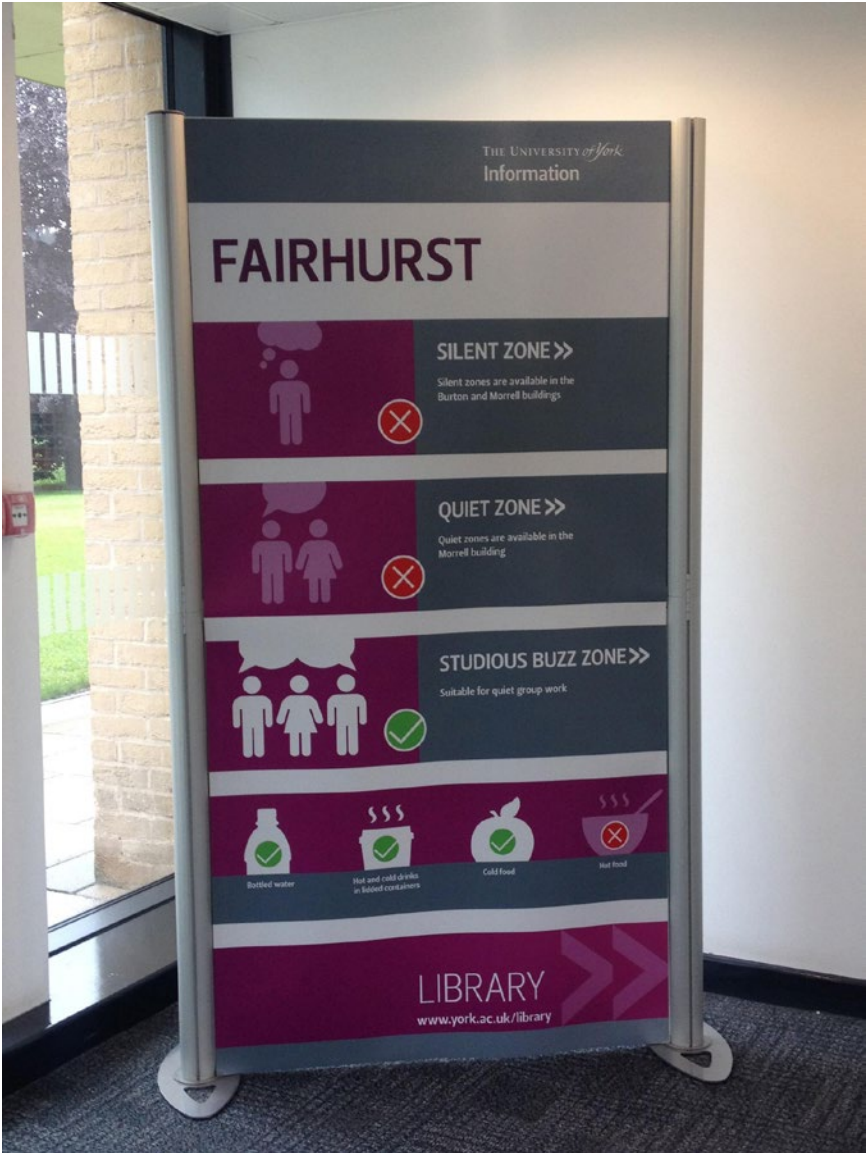 THE UNIVERSITY of York
Information
FAIRHURST
SILENT ZONE >>
Silent zones are available in the
Burton and Morrell buildings
QUIET ZONE >>
Quiet zones are available in the
Morrell building
STUDIOUS BUZZ ZONE >>
Suitable for quiet group work
Bottled water
Hot and cold drinks
in lidded containers
Cold food
Hot food
LIBRARY
www.york.ac.uk/library